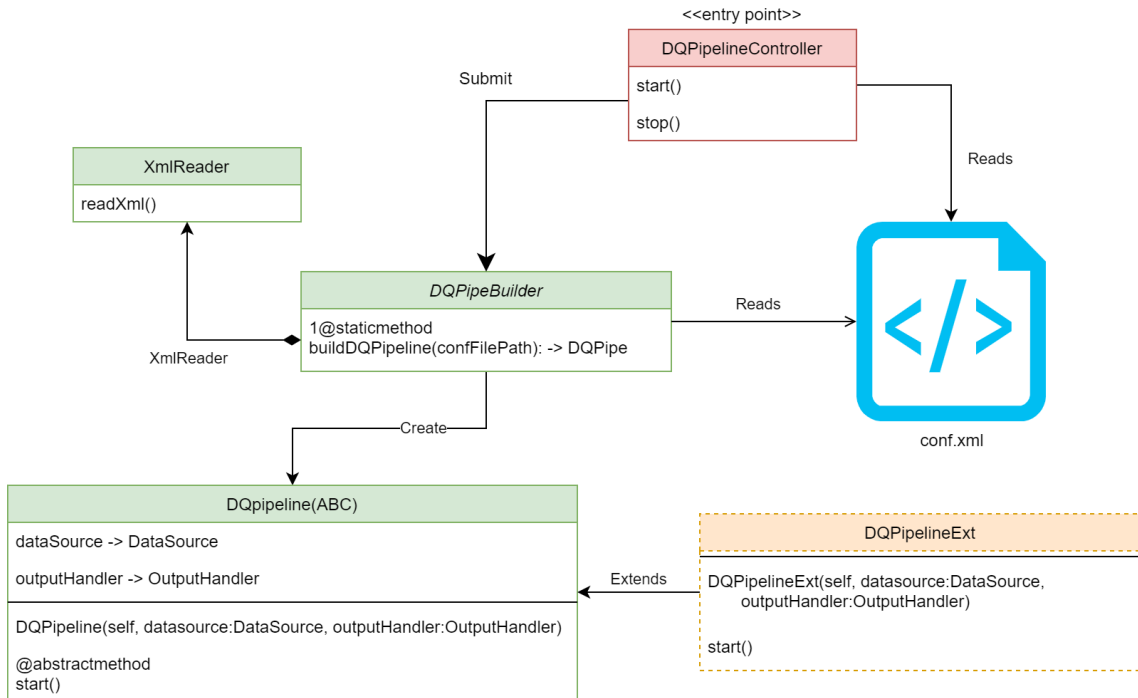 <<entry point>>
DQPipelineController
start()
stop()
Submit
Reads
XmlReader
readXml()
XmlReader
DQPipeBuilder
1@staticmethod
buildDQPipeline(confFilePath): -> DQPipe
Reads
</>
conf.xml
Create
DQpipeline(ABC)
dataSource -> DataSource
outputHandler -> OutputHandler
DQPipeline(self, datasource:DataSource, outputHandler:OutputHandler)
@abstractmethod
start()
Extends
DQPipelineExt
DQPipelineExt(self, datasource:DataSource,
outputHandler:OutputHandler)
start()